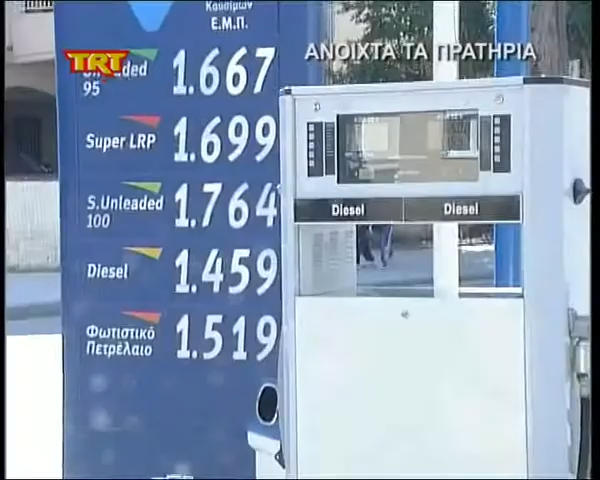 Καυσίμων
Ε.Μ.Π.
TRT
ΑΝΟΙΧΤΑ ΤΑ ΠΡΑΤΗΡΙΑ
Unleaded 95 1.667
Super LRP 1.699
S.Unleaded 100 1.764
Diesel 1.459
Φωτιστικό Πετρέλαιο 1.519
Diesel Diesel